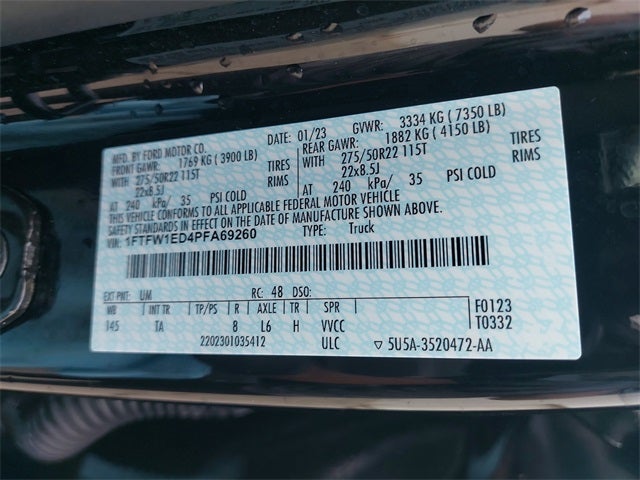 MFD. BY FORD MOTOR CO. DATE: 01/23 GVWR: 3334 KG ( 7350 LB)
FRONT GAWR: 1769 KG ( 3900 LB) REAR GAWR: 1882 KG ( 4150 LB)
WITH 275/50R22 115T TIRES WITH 275/50R22 115T TIRES
22x8.5J RIMS 22x8.5J RIMS
AT 240 kPa/ 35 PSI COLD AT 240 kPa/ 35 PSI COLD
THIS VEHICLE CONFORMS TO ALL APPLICABLE FEDERAL MOTOR VEHICLE
SAFETY STANDARDS IN EFFECT ON THE DATE OF MANUFACTURE SHOWN ABOVE.
VIN: 1FTFW1ED4PFA69260 TYPE: Truck
EXT PNT: UM RC: 48 DSO:
WB INT TR TP/PS R AXLE TR SPR F0123
145 TA 8 L6 H VVCC T0332
2202301035412 ULC ▽ 5U5A-3520472-AA